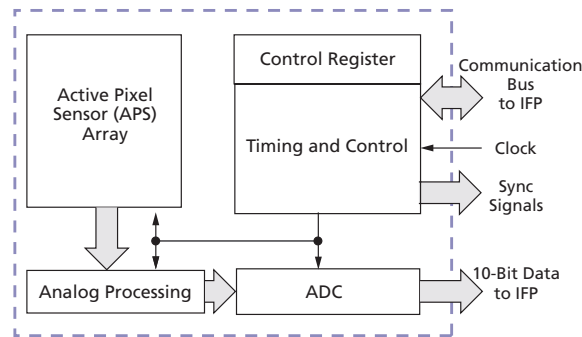 Active Pixel
Sensor (APS)
Array
Control Register
Timing and Control
Communication
Bus
to IFP
Clock
Sync
Signals
Analog Processing
ADC
10-Bit Data
to IFP